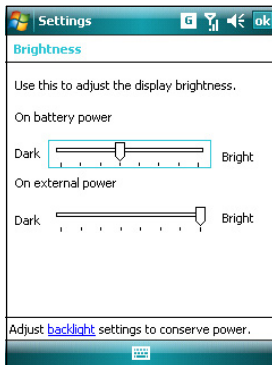 Settings G ok
Brightness
Use this to adjust the display brightness.
On battery power
Dark Bright
On external power
Dark Bright
Adjust backlight settings to conserve power.